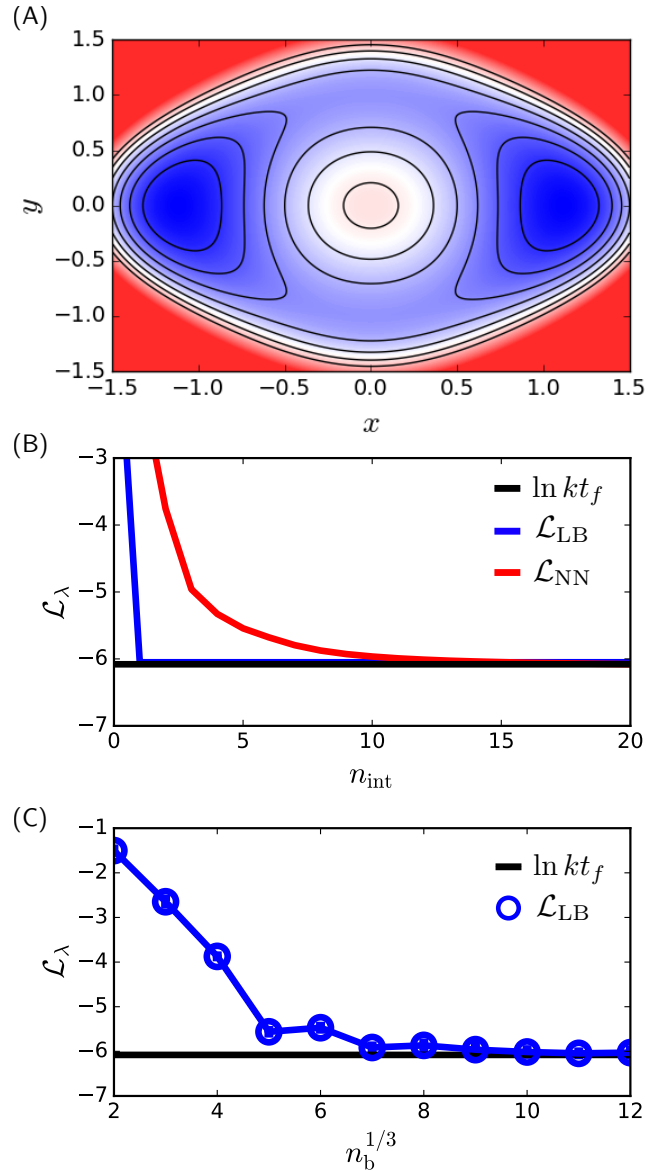 (A)
1.5
1.0
0.5
0.0
−0.5
−1.0
−1.5
y
−1.5 −1.0 −0.5 0.0 0.5 1.0 1.5
x
(B)
−3
−4
−5
−6
−7
ℒ_λ
ln kt_f
ℒ_LB
ℒ_NN
0 5 10 15 20
n_int
(C)
−1
−2
−3
−4
−5
−6
−7
ℒ_λ
ln kt_f
ℒ_LB
2 4 6 8 10 12
n_b^{1/3}